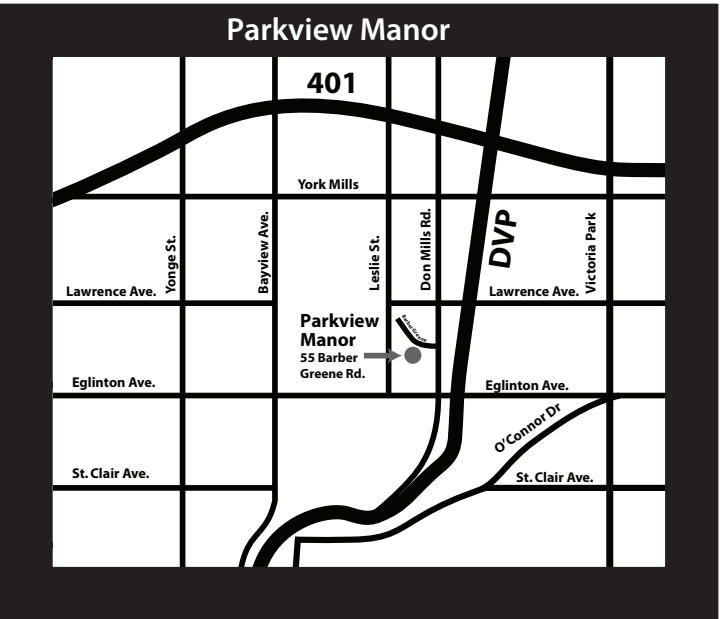 Parkview Manor
401
York Mills
Yonge St.
Bayview Ave.
Leslie St.
Don Mills Rd.
DVP
Victoria Park
Lawrence Ave.
Lawrence Ave.
Barber Greene
Parkview
Manor
55 Barber
Greene Rd.
Eglinton Ave.
Eglinton Ave.
O'Connor Dr
St. Clair Ave.
St. Clair Ave.